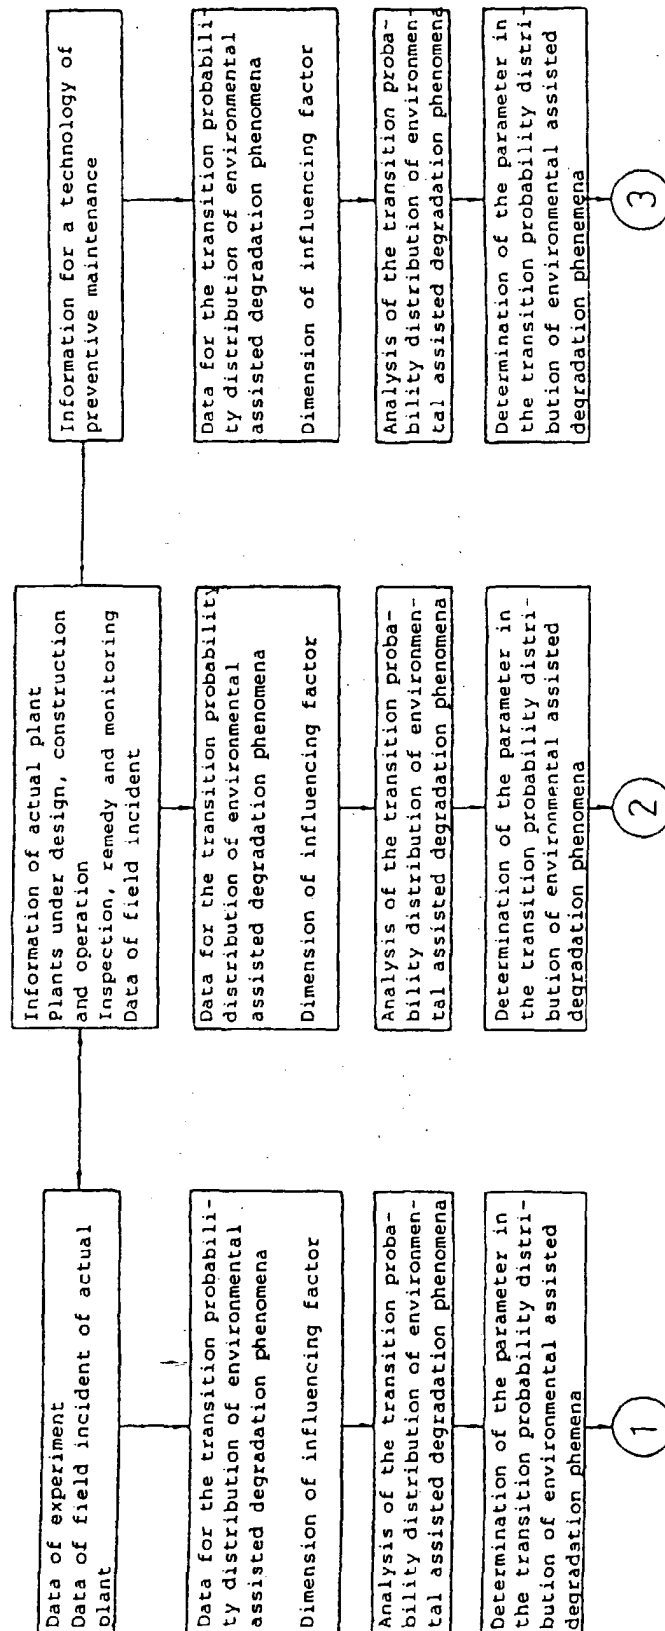 Data of experiment
Data of field incident of actual
plant
Data for the transition probabili-
ty distribution of environmental
assisted degradation phenomena
Dimension of influencing factor
Analysis of the transition proba-
bility distribution of environmen-
tal assisted degradation phenomena
Determination of the parameter in
the transition probability distri-
bution of environmental assisted
degradation phemena
1
Information of actual plant
Plants under design, construction
and operation
Inspection, remedy and monitoring
Data of field incident
Data for the transition probability
distribution of environmental
assisted degradation phenomena
Dimension of influencing factor
Analysis of the transition proba-
bility distribution of environmen-
tal assisted degradation phenomena
Determination of the parameter in
the transition probability distri-
bution of environmental assisted
degradation phenomena
2
Information for a technology of
preventive maintenance
Data for the transition probabili-
ty distribution of environmental
assisted degradation phenomena
Dimension of influencing factor
Analysis of the transition proba-
bility distribution of environmen-
tal assisted degradation phenomena
Determination of the parameter in
the transition probability distri-
bution of environmental assisted
degradation phenemena
3